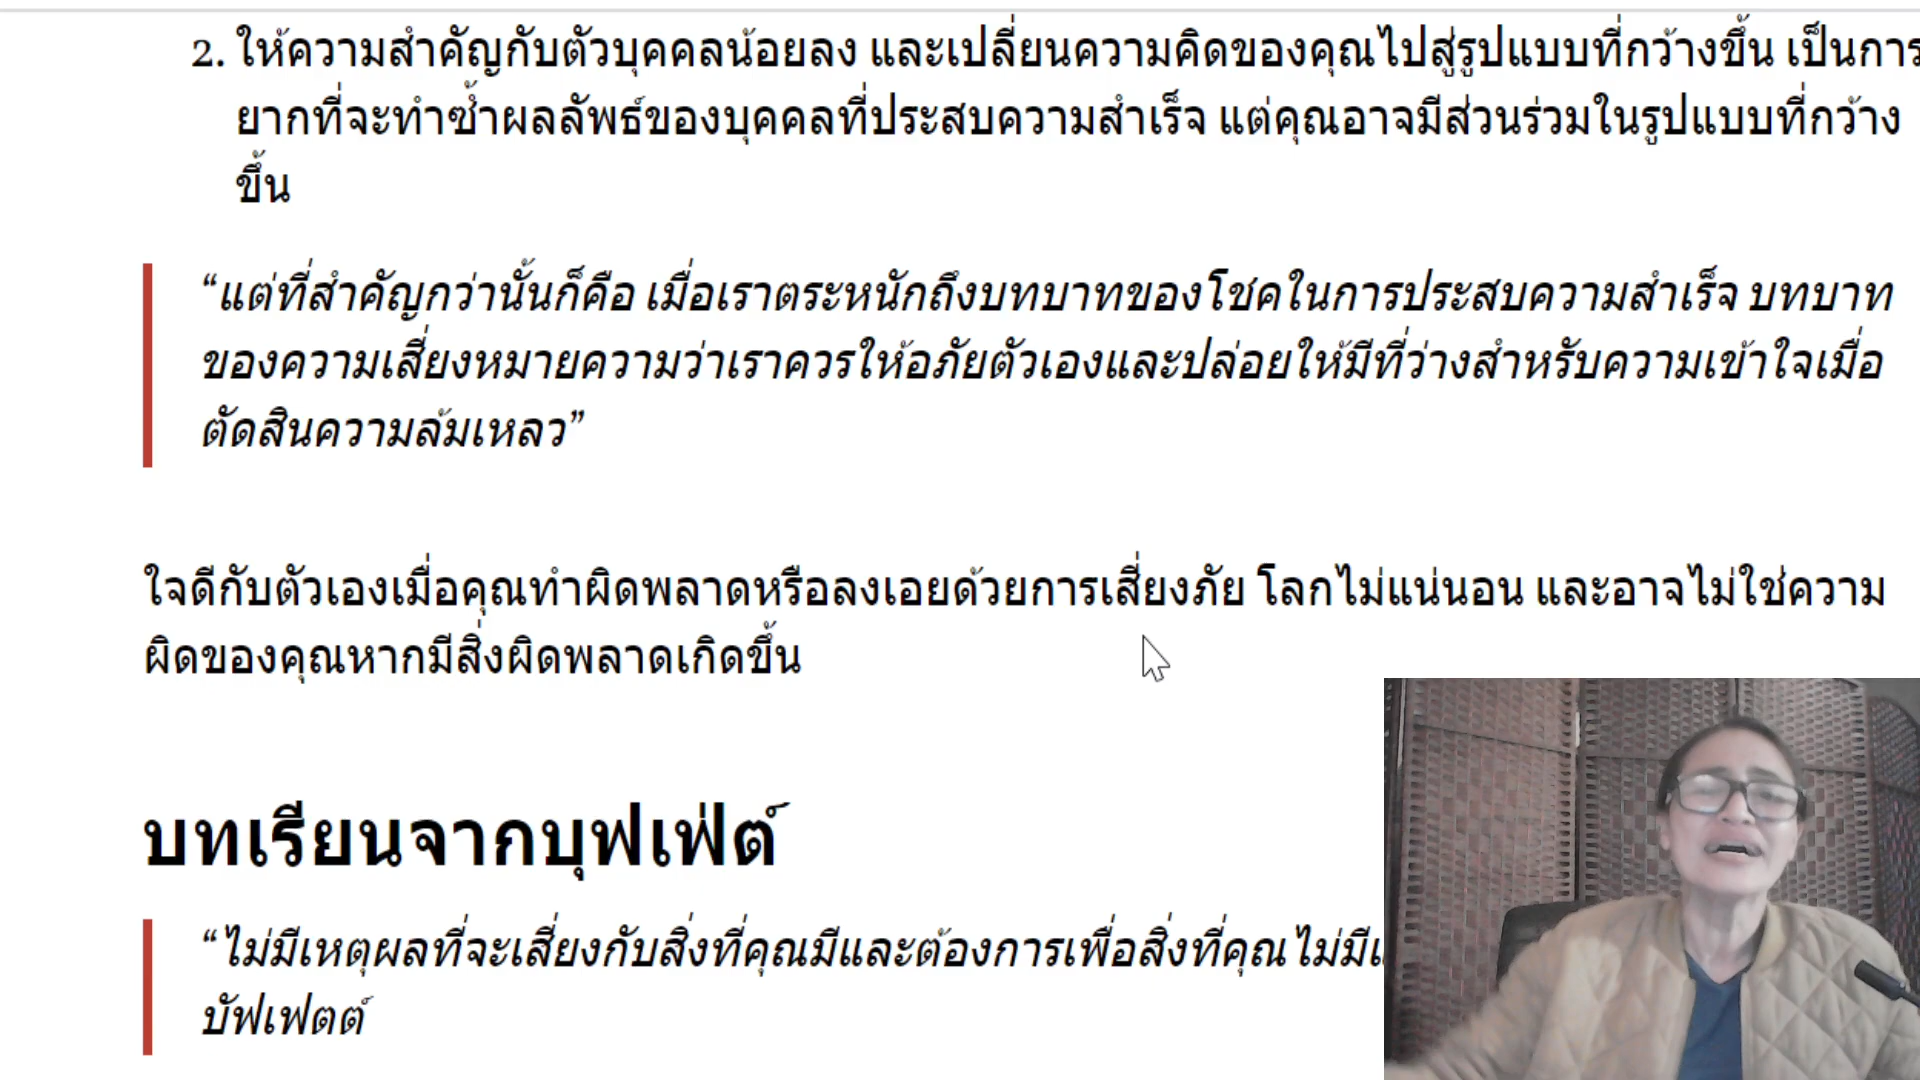 2. ให้ความสำคัญกับตัวบุคคลน้อยลง และเปลี่ยนความคิดของคุณไปสู่รูปแบบที่กว้างขึ้น เป็นการ
ยากที่จะทำซ้ำผลลัพธ์ของบุคคลที่ประสบความสำเร็จ แต่คุณอาจมีส่วนร่วมในรูปแบบที่กว้าง
ขึ้น
“แต่ที่สำคัญกว่านั้นก็คือ เมื่อเราตระหนักถึงบทบาทของโชคในการประสบความสำเร็จ บทบาท
ของความเสี่ยงหมายความว่าเราควรให้อภัยตัวเองและปล่อยให้มีที่ว่างสำหรับความเข้าใจเมื่อ
ตัดสินความล้มเหลว”
ใจดีกับตัวเองเมื่อคุณทำผิดพลาดหรือลงเอยด้วยการเสี่ยงภัย โลกไม่แน่นอน และอาจไม่ใช่ความ
ผิดของคุณหากมีสิ่งผิดพลาดเกิดขึ้น
บทเรียนจากบุฟเฟ่ต์
“ไม่มีเหตุผลที่จะเสี่ยงกับสิ่งที่คุณมีและต้องการเพื่อสิ่งที่คุณไม่มี
บัฟเฟตต์